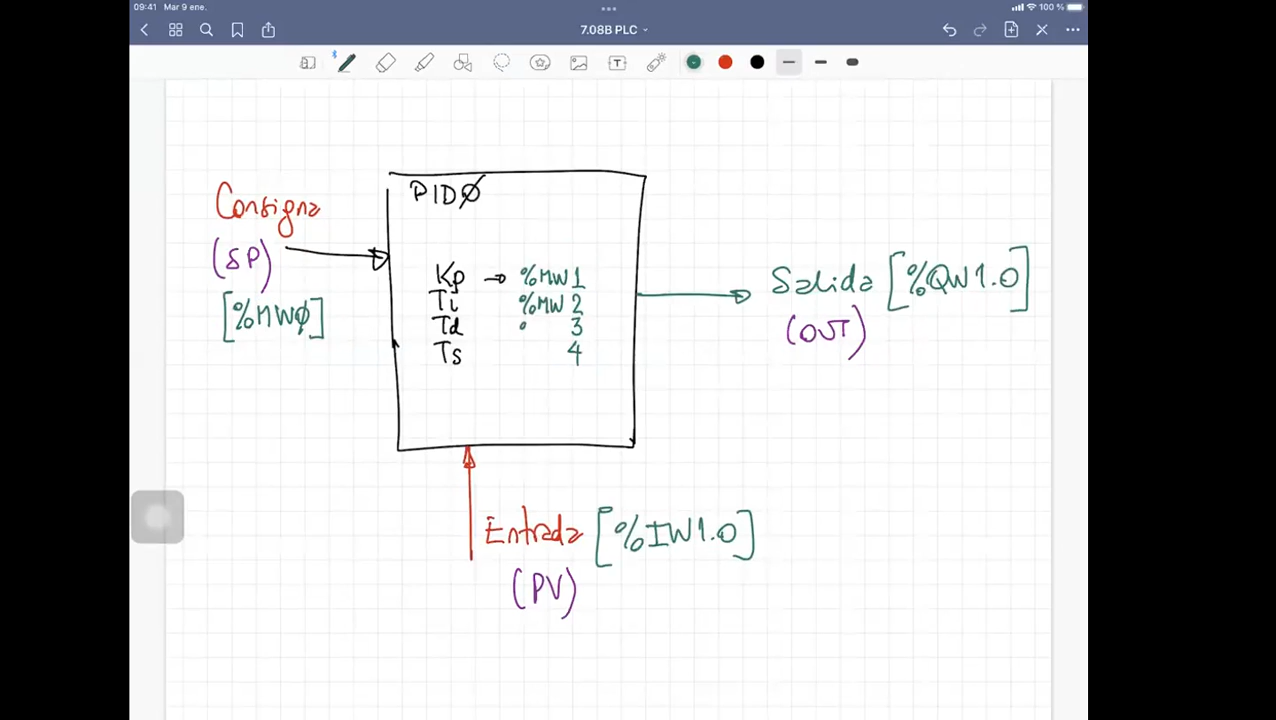 09:41 Mar 9 ene.
100 %
7.08B PLC
PIDØ
Consigna
(SP)
[%MWØ]
Kp → %MW1
Ti %MW2
Td " 3
Ts 4
Salida [%QW1.0]
(OUT)
Entrada [%IW1.0]
(PV)